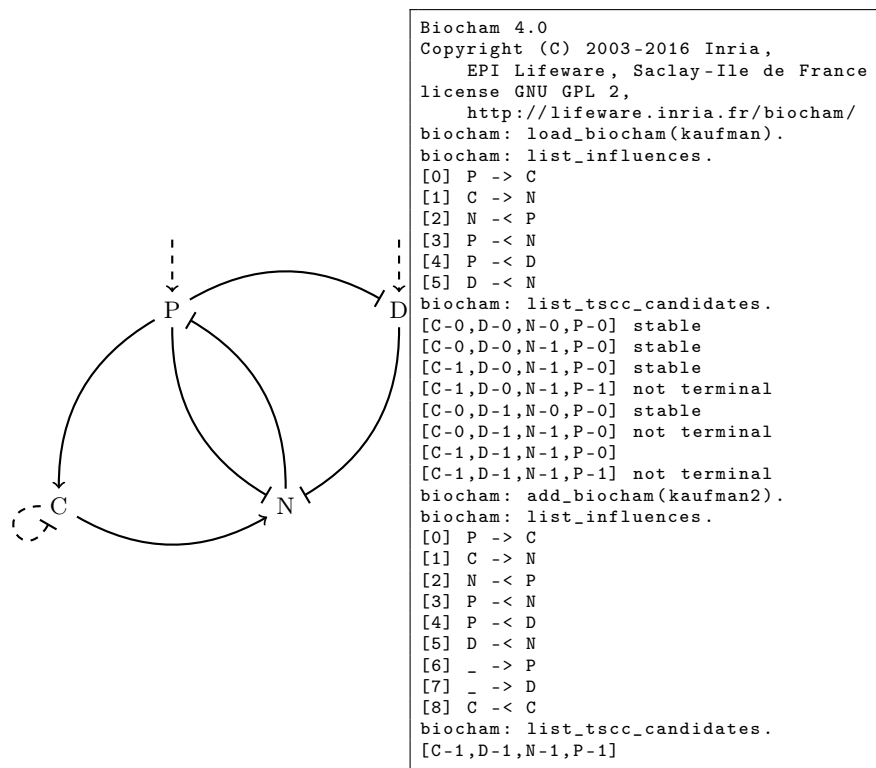 P
D
C
N
Biocham 4.0
Copyright (C) 2003-2016 Inria,
EPI Lifeware, Saclay-Ile de France
license GNU GPL 2,
http://lifeware.inria.fr/biocham/
biocham: load_biocham(kaufman).
biocham: list_influences.
[0] P -> C
[1] C -> N
[2] N -< P
[3] P -< N
[4] P -< D
[5] D -< N
biocham: list_tscc_candidates.
[C-0,D-0,N-0,P-0] stable
[C-0,D-0,N-1,P-0] stable
[C-1,D-0,N-1,P-0] stable
[C-1,D-0,N-1,P-1] not terminal
[C-0,D-1,N-0,P-0] stable
[C-0,D-1,N-1,P-0] not terminal
[C-1,D-1,N-1,P-0]
[C-1,D-1,N-1,P-1] not terminal
biocham: add_biocham(kaufman2).
biocham: list_influences.
[0] P -> C
[1] C -> N
[2] N -< P
[3] P -< N
[4] P -< D
[5] D -< N
[6] _ -> P
[7] _ -> D
[8] C -< C
biocham: list_tscc_candidates.
[C-1,D-1,N-1,P-1]